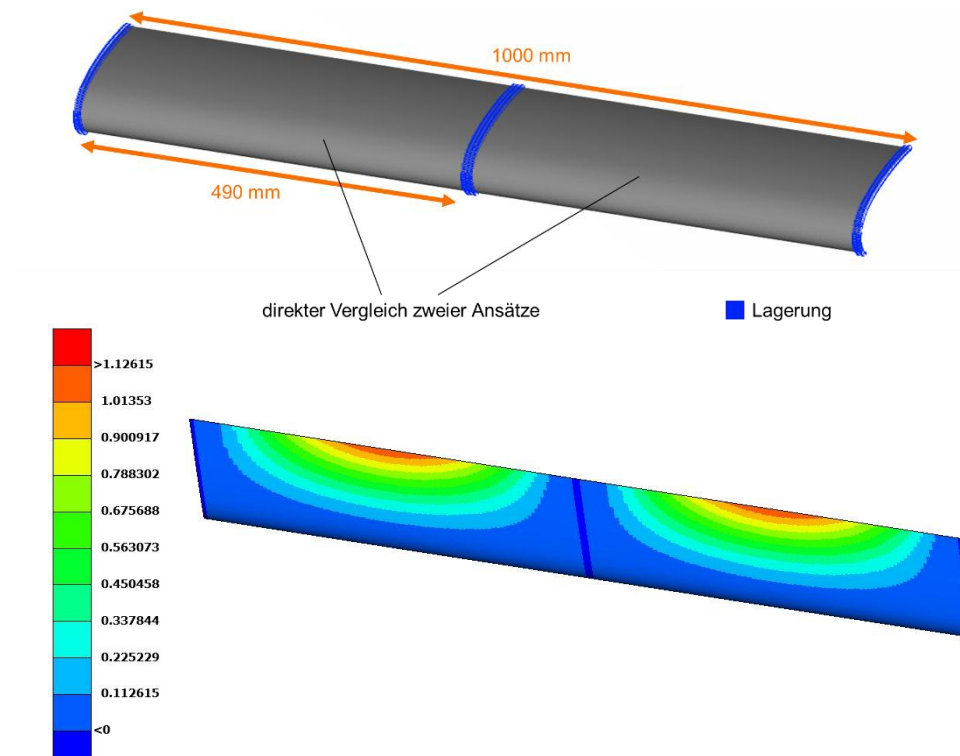 1000 mm
490 mm
direkter Vergleich zweier Ansätze
Lagerung
>1.12615
1.01353
0.900917
0.788302
0.675688
0.563073
0.450458
0.337844
0.225229
0.112615
<0